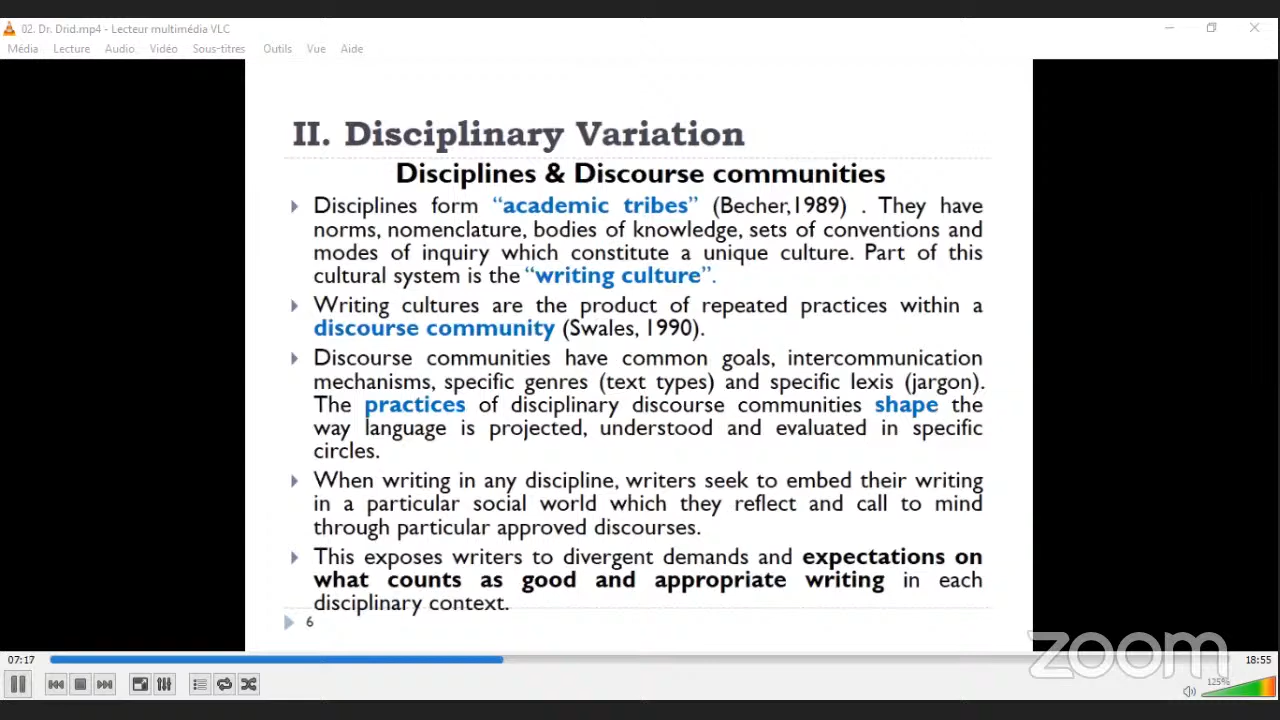 02. Dr. Drid.mp4 - Lecteur multimédia VLC
Média Lecture Audio Vidéo Sous-titres Outils Vue Aide
II. Disciplinary Variation
Disciplines & Discourse communities
Disciplines form “academic tribes” (Becher,1989) . They have
norms, nomenclature, bodies of knowledge, sets of conventions and
modes of inquiry which constitute a unique culture. Part of this
cultural system is the “writing culture”.
Writing cultures are the product of repeated practices within a
discourse community (Swales, 1990).
Discourse communities have common goals, intercommunication
mechanisms, specific genres (text types) and specific lexis (jargon).
The practices of disciplinary discourse communities shape the
way language is projected, understood and evaluated in specific
circles.
When writing in any discipline, writers seek to embed their writing
in a particular social world which they reflect and call to mind
through particular approved discourses.
This exposes writers to divergent demands and expectations on
what counts as good and appropriate writing in each
disciplinary context.
6
zoom
07:17 18:55
125%